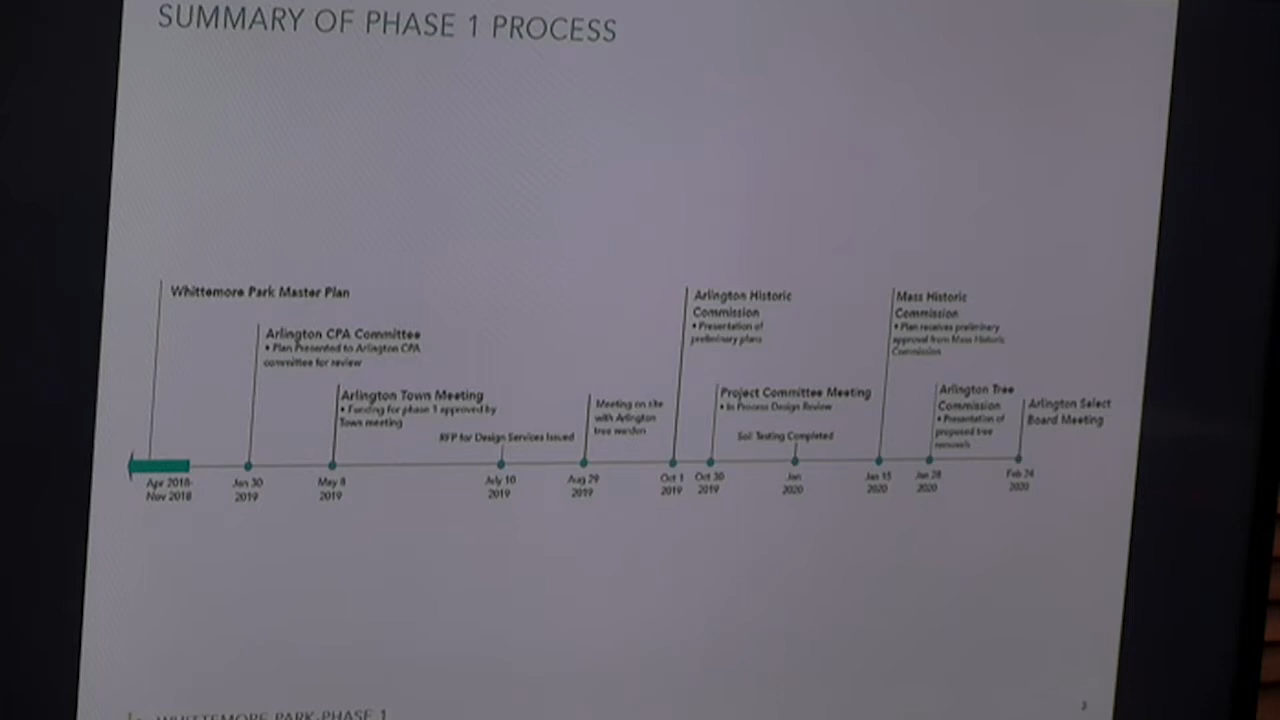 SUMMARY OF PHASE 1 PROCESS
Whittemore Park Master Plan
Arlington CPA Committee
• Plan Presented to Arlington CPA
committee for review
Arlington Town Meeting
• Funding for phase 1 approved by
Town meeting
RFP for Design Services Issued
Meeting on site
with Arlington
tree warden
Arlington Historic
Commission
• Presentation of
preliminary plans
Project Committee Meeting
• In Process Design Review
Soil Testing Completed
Mass Historic
Commission
• Plan receives preliminary
approval from Mass Historic
Commission
Arlington Tree
Commission
• Presentation of
proposed tree
removals
Arlington Select
Board Meeting
Apr 2018-
Nov 2018
Jan 30
2019
May 8
2019
July 10
2019
Aug 29
2019
Oct 1
2019
Oct 30
2019
Jan
2020
Jan 15
2020
Jan 28
2020
Feb 24
2020
WHITTEMORE PARK-PHASE 1
3